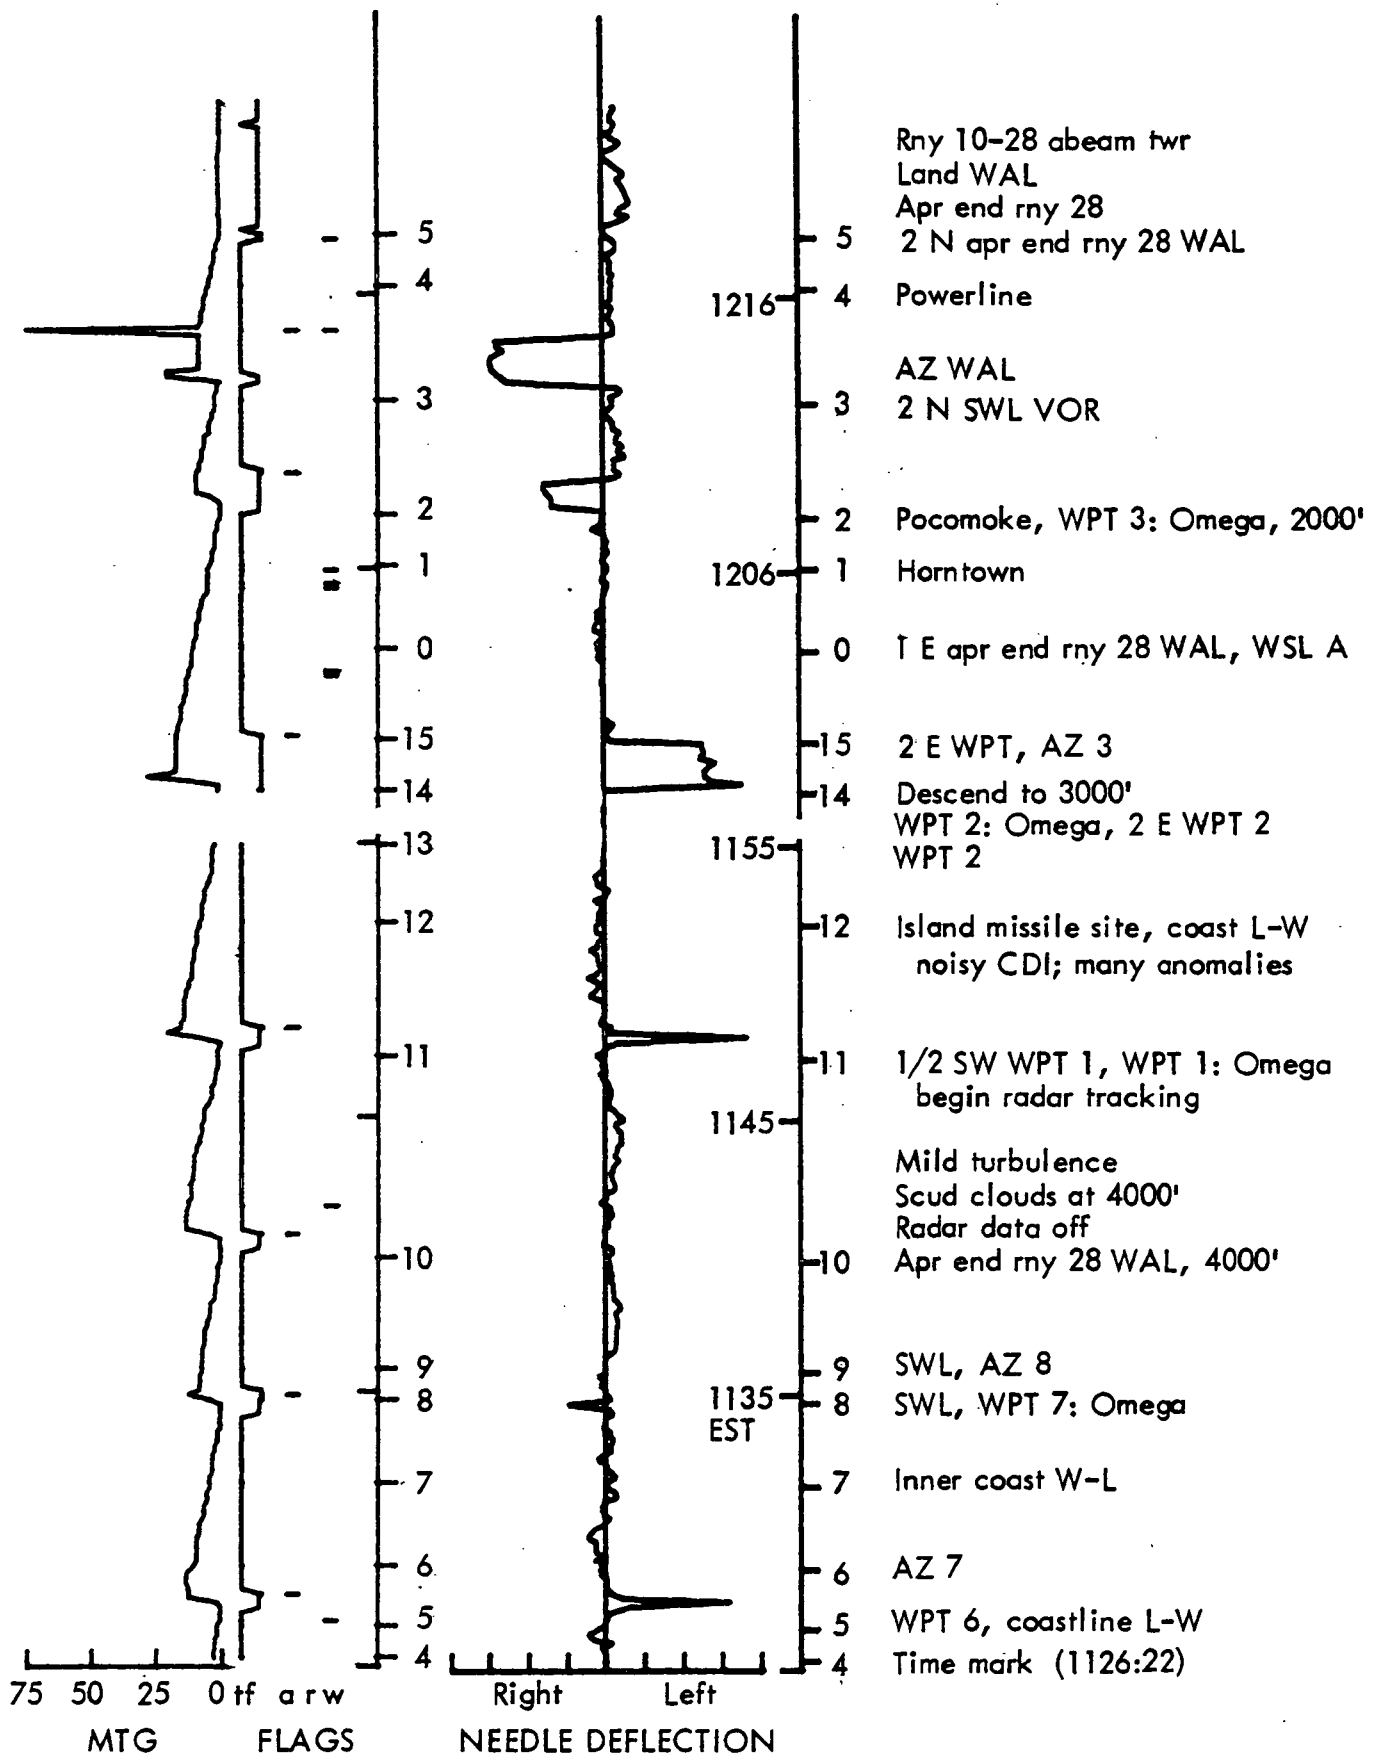 Rny 10-28 abeam twr
Land WAL
Apr end rny 28
5 5 2 N apr end rny 28 WAL
4 1216 4 Powerline
AZ WAL
3 3 2 N SWL VOR
2 2 Pocomoke, WPT 3: Omega, 2000'
1 1206 1 Horntown
0 0 1 E apr end rny 28 WAL, WSL A
15 15 2 E WPT, AZ 3
14 14 Descend to 3000'
WPT 2: Omega, 2 E WPT 2
13 1155 WPT 2
12 12 Island missile site, coast L-W
noisy CDI; many anomalies
11 11 1/2 SW WPT 1, WPT 1: Omega
begin radar tracking
1145
Mild turbulence
Scud clouds at 4000'
Radar data off
10 10 Apr end rny 28 WAL, 4000'
9 9 SWL, AZ 8
8 1135 8 SWL, WPT 7: Omega
EST
7 7 Inner coast W-L
6 6 AZ 7
5 5 WPT 6, coastline L-W
4 4 Time mark (1126:22)
75 50 25 0 tf a r w Right Left
MTG FLAGS NEEDLE DEFLECTION